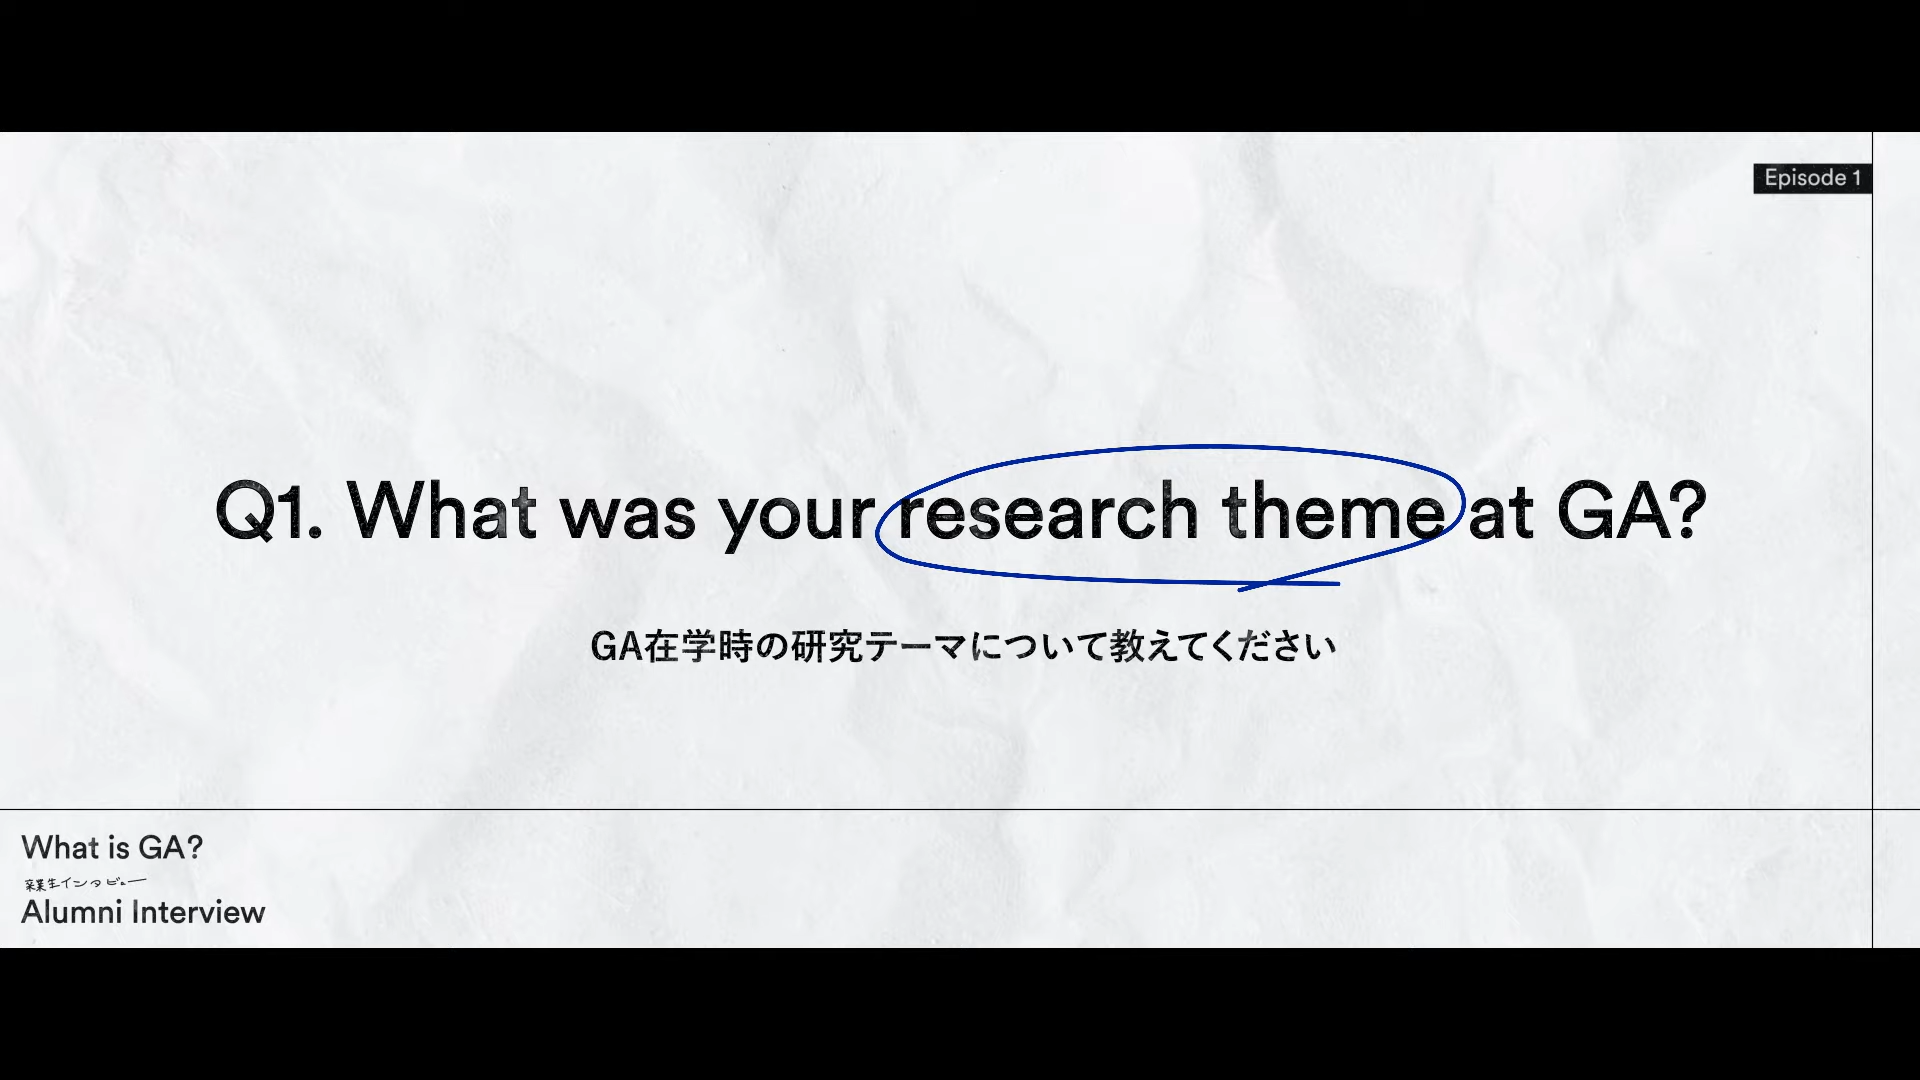 Episode 1
Q1. What was your research theme at GA?
GA在学時の研究テーマについて教えてください
What is GA?
卒業生インタビュー
Alumni Interview